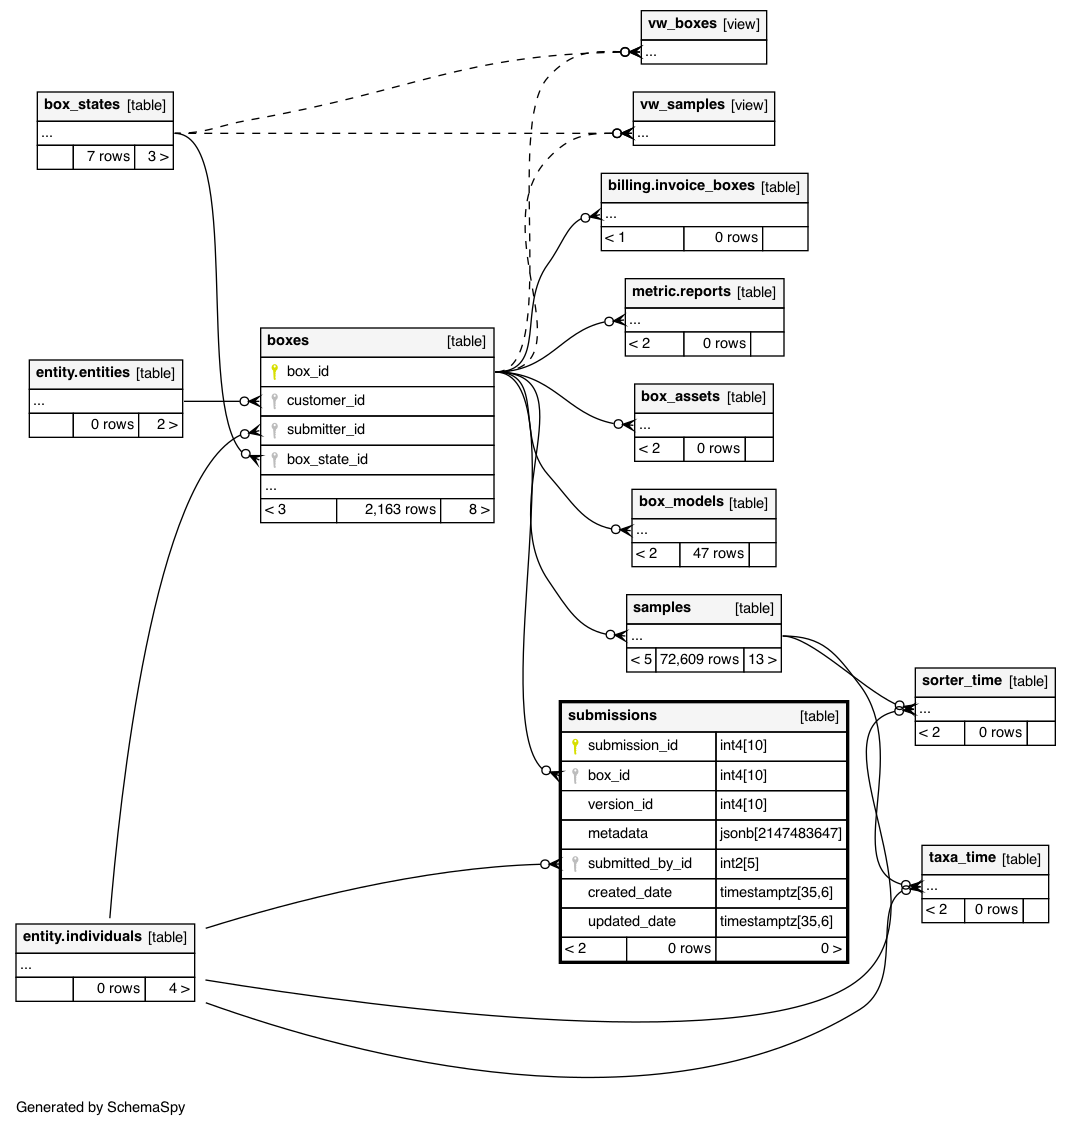 vw_boxes [view]
...
box_states [table]
...
7 rows 3 >
vw_samples [view]
...
billing.invoice_boxes [table]
...
< 1 0 rows
metric.reports [table]
...
< 2 0 rows
boxes [table]
box_id
customer_id
submitter_id
box_state_id
...
< 3 2,163 rows 8 >
entity.entities [table]
...
0 rows 2 >
box_assets [table]
...
< 2 0 rows
box_models [table]
...
< 2 47 rows
samples [table]
...
< 5 72,609 rows 13 >
sorter_time [table]
...
< 2 0 rows
submissions [table]
submission_id int4[10]
box_id int4[10]
version_id int4[10]
metadata jsonb[2147483647]
submitted_by_id int2[5]
created_date timestamptz[35,6]
updated_date timestamptz[35,6]
< 2 0 rows 0 >
taxa_time [table]
...
< 2 0 rows
entity.individuals [table]
...
0 rows 4 >
Generated by SchemaSpy